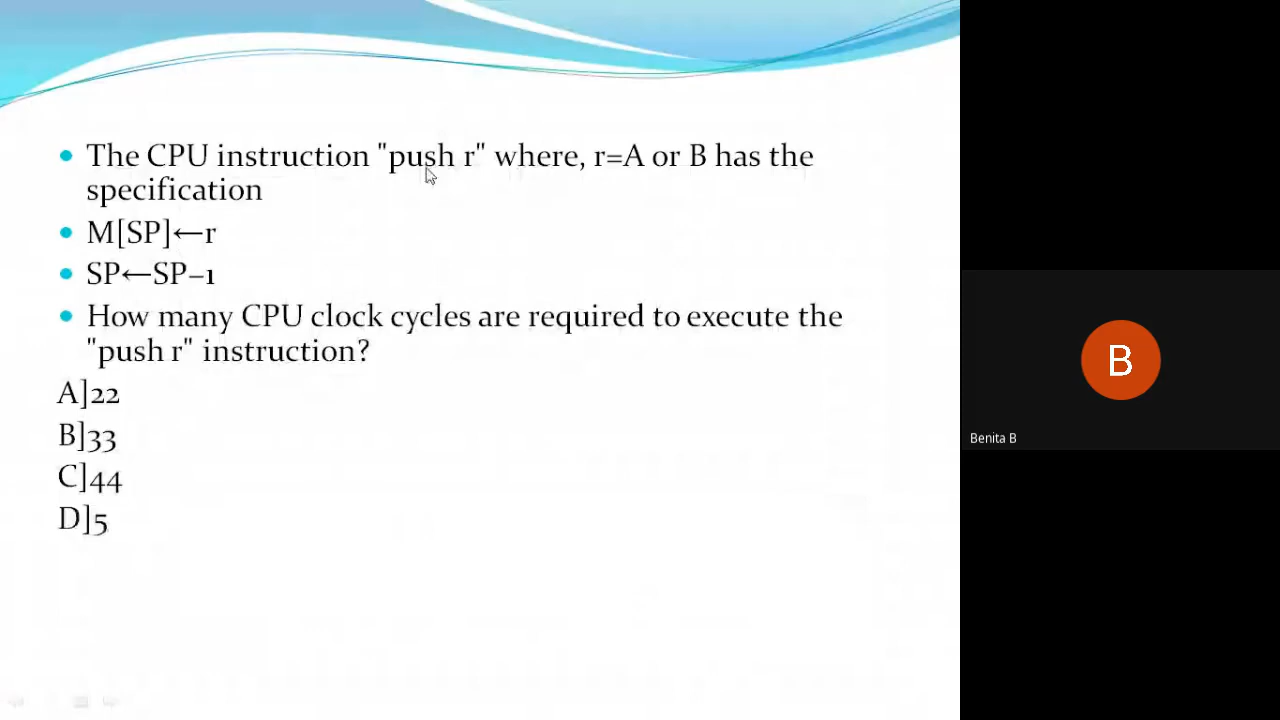 The CPU instruction "push r" where, r=A or B has the
specification
M[SP]←r
SP←SP−1
How many CPU clock cycles are required to execute the
"push r" instruction?
A]22
B]33
C]44
D]5
B
Benita B